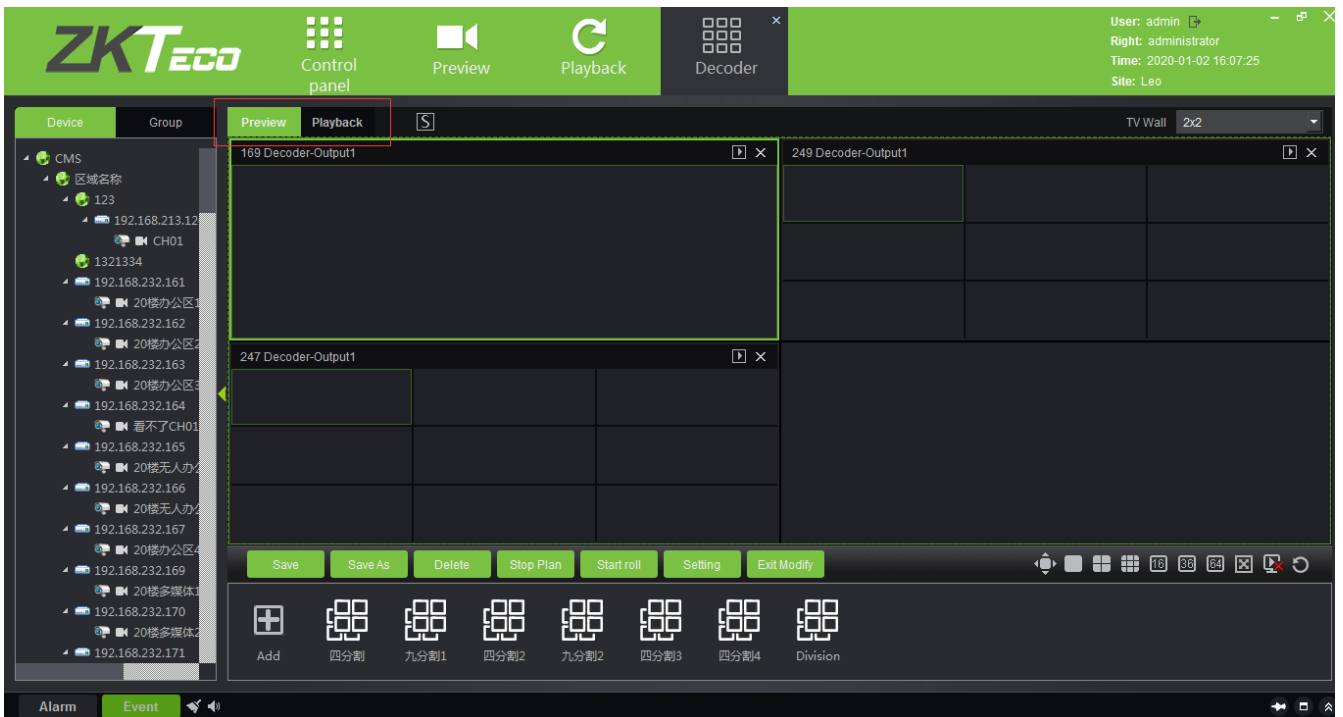 ZKTECO
Control panel
Preview
Playback
Decoder
User: admin
Right: administrator
Time: 2020-01-02 16:07:25
Site: Leo
Device
Group
Preview
Playback
S
TV Wall
2x2
CMS
区域名称
123
192.168.213.12
CH01
1321334
192.168.232.161
20楼办公区1
192.168.232.162
20楼办公区2
192.168.232.163
20楼办公区3
192.168.232.164
看不了CH01
192.168.232.165
20楼无人办公
192.168.232.166
20楼无人办公
192.168.232.167
20楼办公区4
192.168.232.169
20楼多媒体1
192.168.232.170
20楼多媒体2
192.168.232.171
169 Decoder-Output1
249 Decoder-Output1
247 Decoder-Output1
Save
Save As
Delete
Stop Plan
Start roll
Setting
Exit Modify
16
36
64
Add
四分割
九分割1
四分割2
九分割2
四分割3
四分割4
Division
Alarm
Event